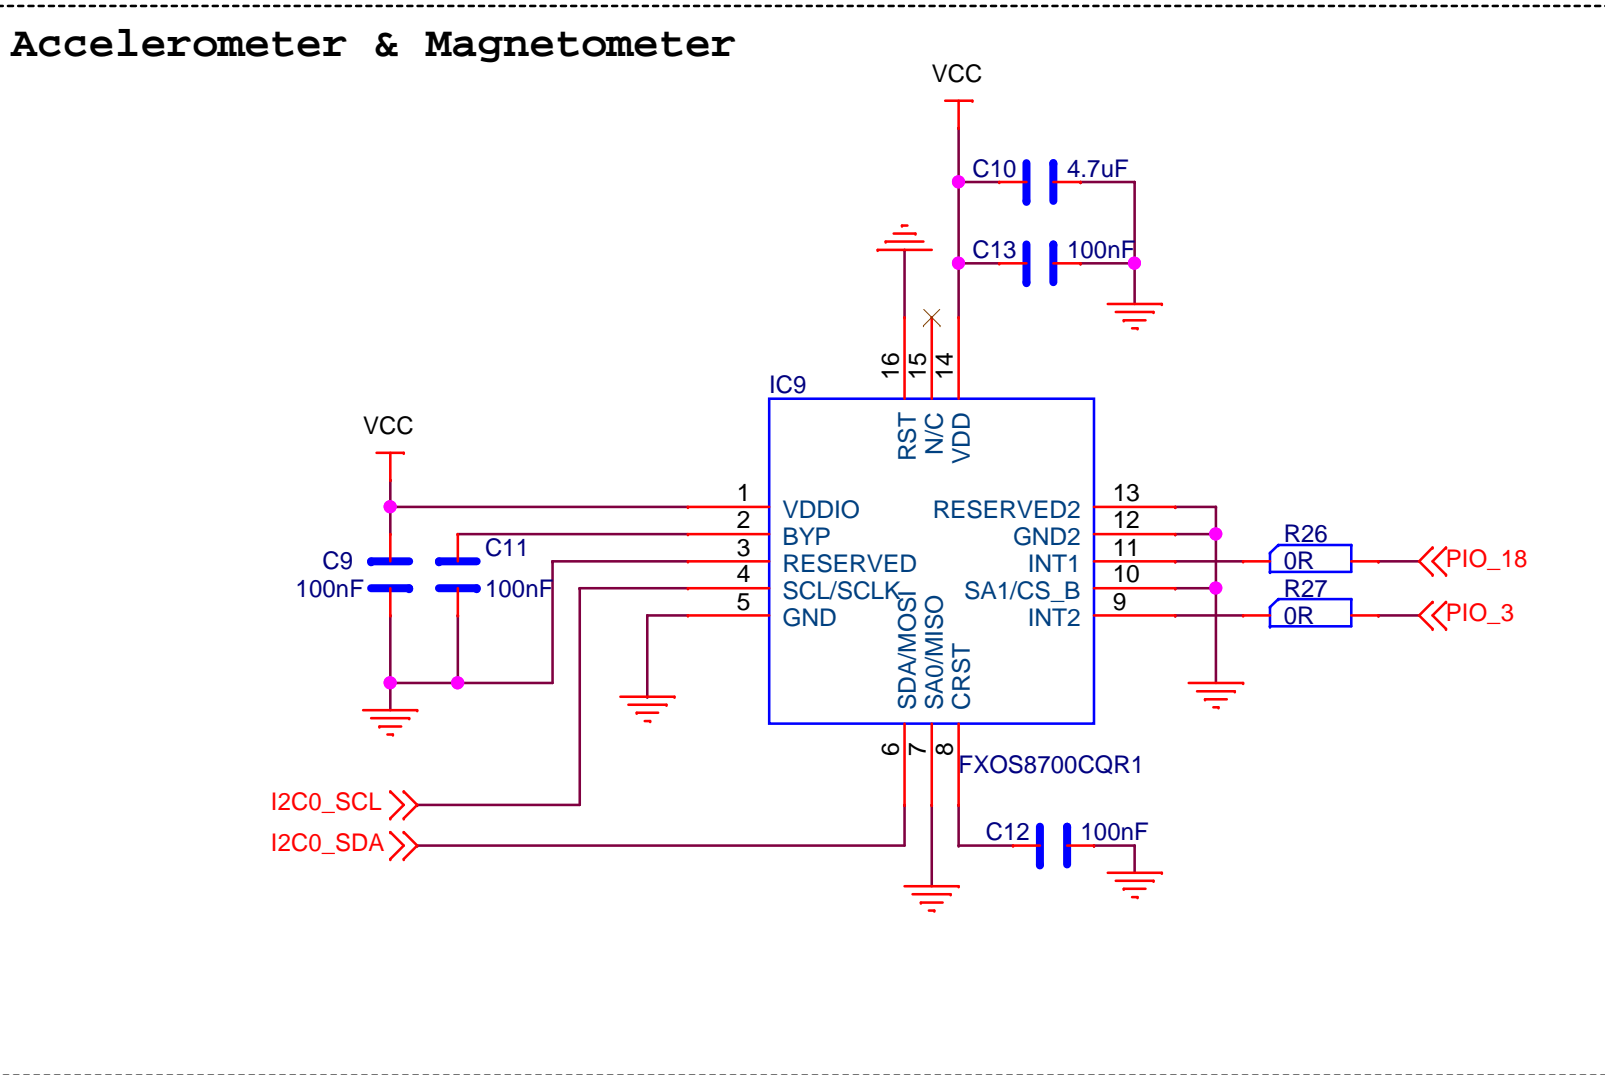 Accelerometer & Magnetometer
VCC
C10 4.7uF
C13 100nF
16 15 14
IC9
RST N/C VDD
VCC
1 VDDIO
2 BYP
3 RESERVED
4 SCL/SCLK
5 GND
C9 100nF
C11 100nF
RESERVED2 13
GND2 12
INT1 11
SA1/CS_B 10
INT2 9
R26 0R PIO_18
R27 0R PIO_3
SDA/MOSI SA0/MISO CRST
6 7 8
FXOS8700CQR1
I2C0_SCL
I2C0_SDA
C12 100nF